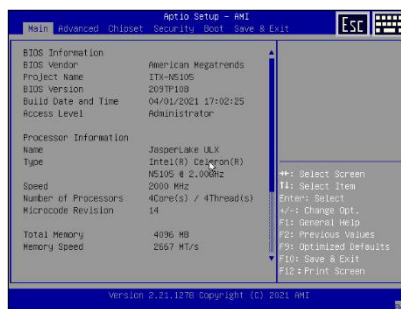 Aptio Setup - AMI
Main Advanced Chipset Security Boot Save & Exit
ESC
BIOS Information
BIOS Vendor American Megatrends
Project Name ITX-N5105
BIOS Version 209TP108
Build Date and Time 04/01/2021 17:02:25
Access Level Administrator
Processor Information
Name JasperLake ULX
Type Intel(R) Celeron(R)
N5105 @ 2.00GHz
Speed 2000 MHz
Number of Processors 4Core(s) / 4Thread(s)
Microcode Revision 14
Total Memory 4096 MB
Memory Speed 2667 MT/s
→←: Select Screen
↑↓: Select Item
Enter: Select
+/-: Change Opt.
F1: General Help
F2: Previous Values
F9: Optimized Defaults
F10: Save & Exit
F12: Print Screen
Version 2.21.1278 Copyright (C) 2021 AMI